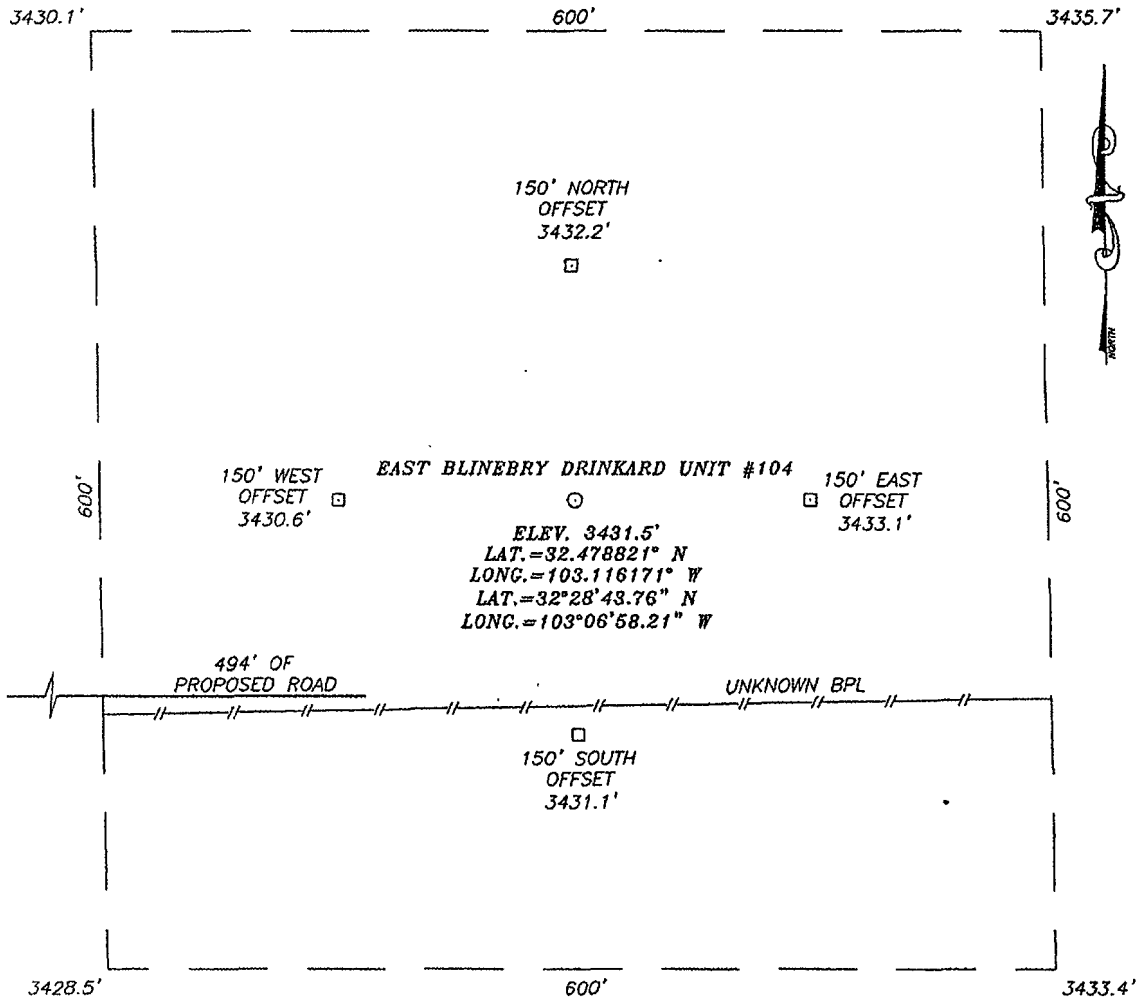 3430.1'
600'
3435.7'
150' NORTH
OFFSET
3432.2'
NORTH
600'
150' WEST
OFFSET
3430.6'
EAST BLINEBRY DRINKARD UNIT #104
150' EAST
OFFSET
3433.1'
600'
ELEV. 3431.5'
LAT.=32.478821° N
LONG.=103.116171° W
LAT.=32°28'43.76" N
LONG.=103°06'58.21" W
494' OF
PROPOSED ROAD
UNKNOWN BPL
150' SOUTH
OFFSET
3431.1'
3428.5'
600'
3433.4'